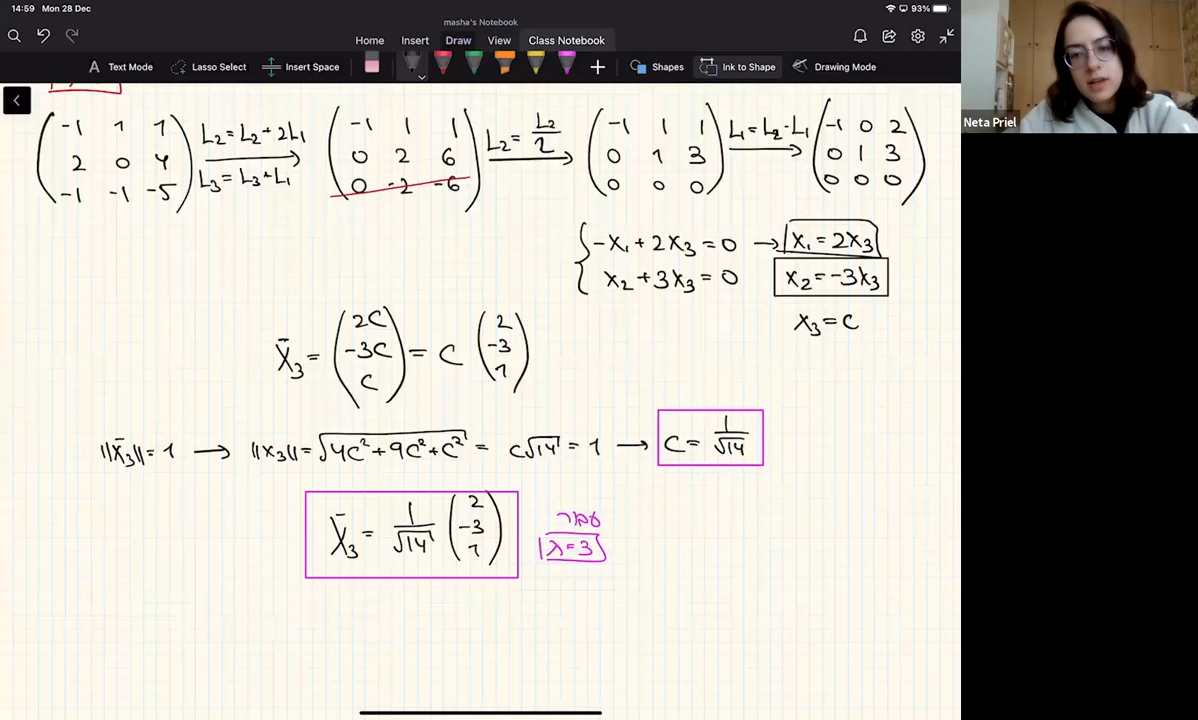 14:59 Mon 28 Dec
93%
masha's Notebook
Home Insert Draw View Class Notebook
Text Mode Lasso Select Insert Space Shapes Ink to Shape Drawing Mode
Neta Priel
( -1 1 1 ; 2 0 4 ; -1 -1 -5 ) L₂ = L₂ + 2L₁ L₃ = L₃ - L₁ → ( -1 1 1 ; 0 2 6 ; 0 -2 -6 ) L₂ = L₂/2 → ( -1 1 1 ; 0 1 3 ; 0 0 0 ) L₁ = L₂ - L₁ → ( -1 0 2 ; 0 1 3 ; 0 0 0 )
{ -x₁ + 2x₃ = 0 → x₁ = 2x₃
x₂ + 3x₃ = 0 x₂ = -3x₃
x₃ = c
x̄₃ = ( 2c ; -3c ; c ) = c ( 2 ; -3 ; 1 )
||x̄₃|| = 1 → ||x₃|| = √(4c² + 9c² + c²) = c√14 = 1 → c = 1/√14
x̄₃ = 1/√14 ( 2 ; -3 ; 1 )
עבור
λ = 3